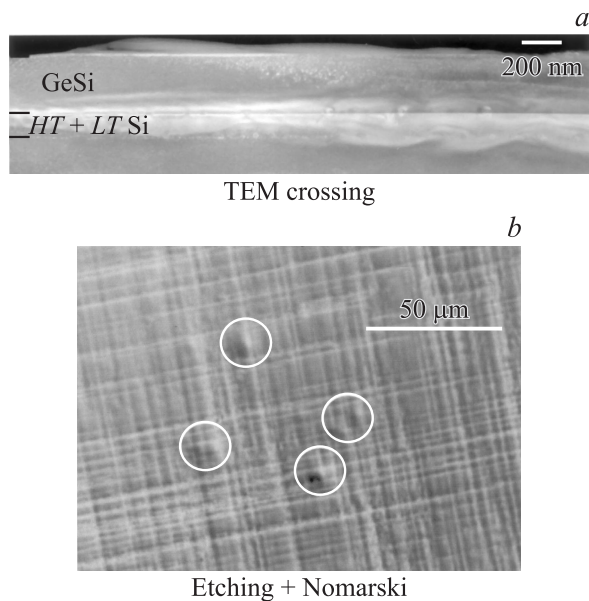 a
200 nm
GeSi
HT + LT Si
TEM crossing
b
50 μm
Etching + Nomarski